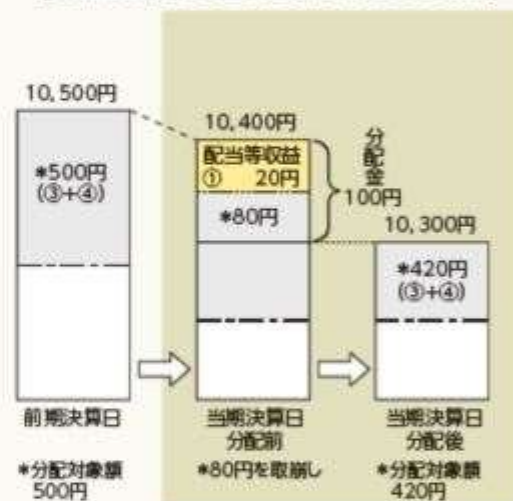 10,500円
*500円
(③+④)
前期決算日
*分配対象額
500円
10,400円
配当等収益
① 20円
*80円
分配金
100円
当期決算日
分配前
*80円を取崩し
10,300円
*420円
(③+④)
当期決算日
分配後
*分配対象額
420円